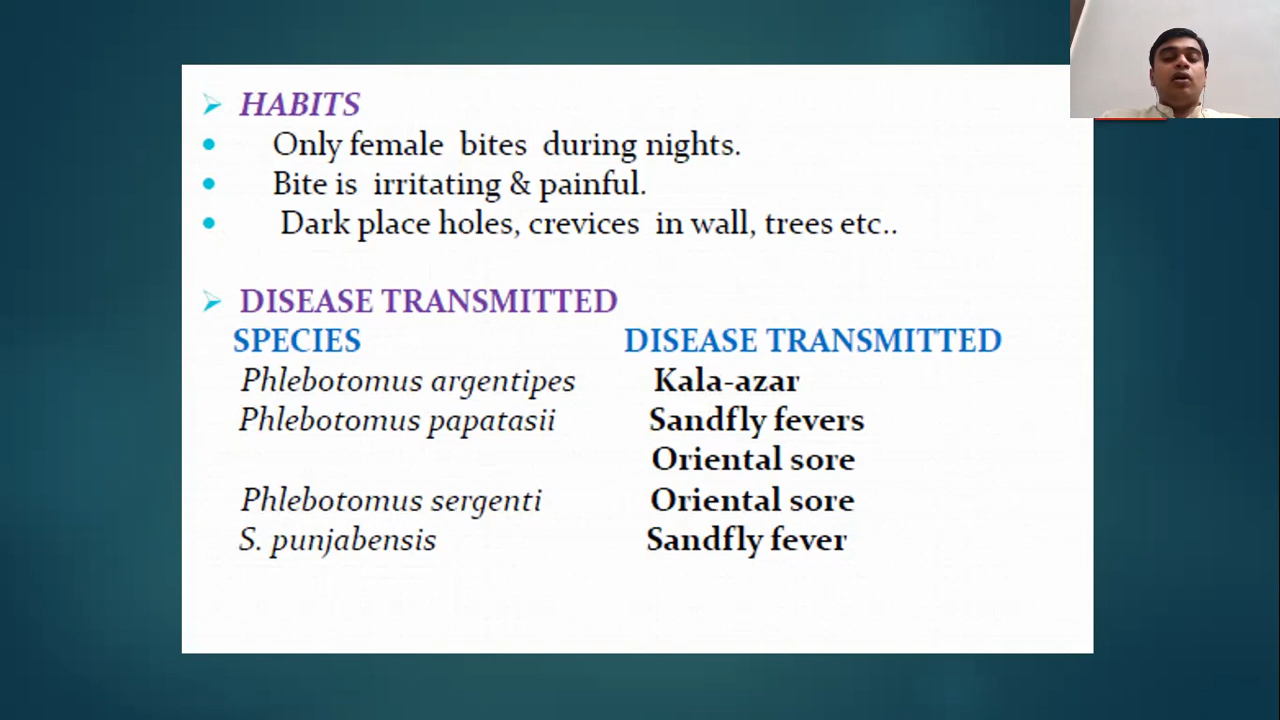 HABITS
Only female bites during nights.
Bite is irritating & painful.
Dark place holes, crevices in wall, trees etc..
DISEASE TRANSMITTED
SPECIES DISEASE TRANSMITTED
Phlebotomus argentipes Kala-azar
Phlebotomus papatasii Sandfly fevers
Oriental sore
Phlebotomus sergenti Oriental sore
S. punjabensis Sandfly fever